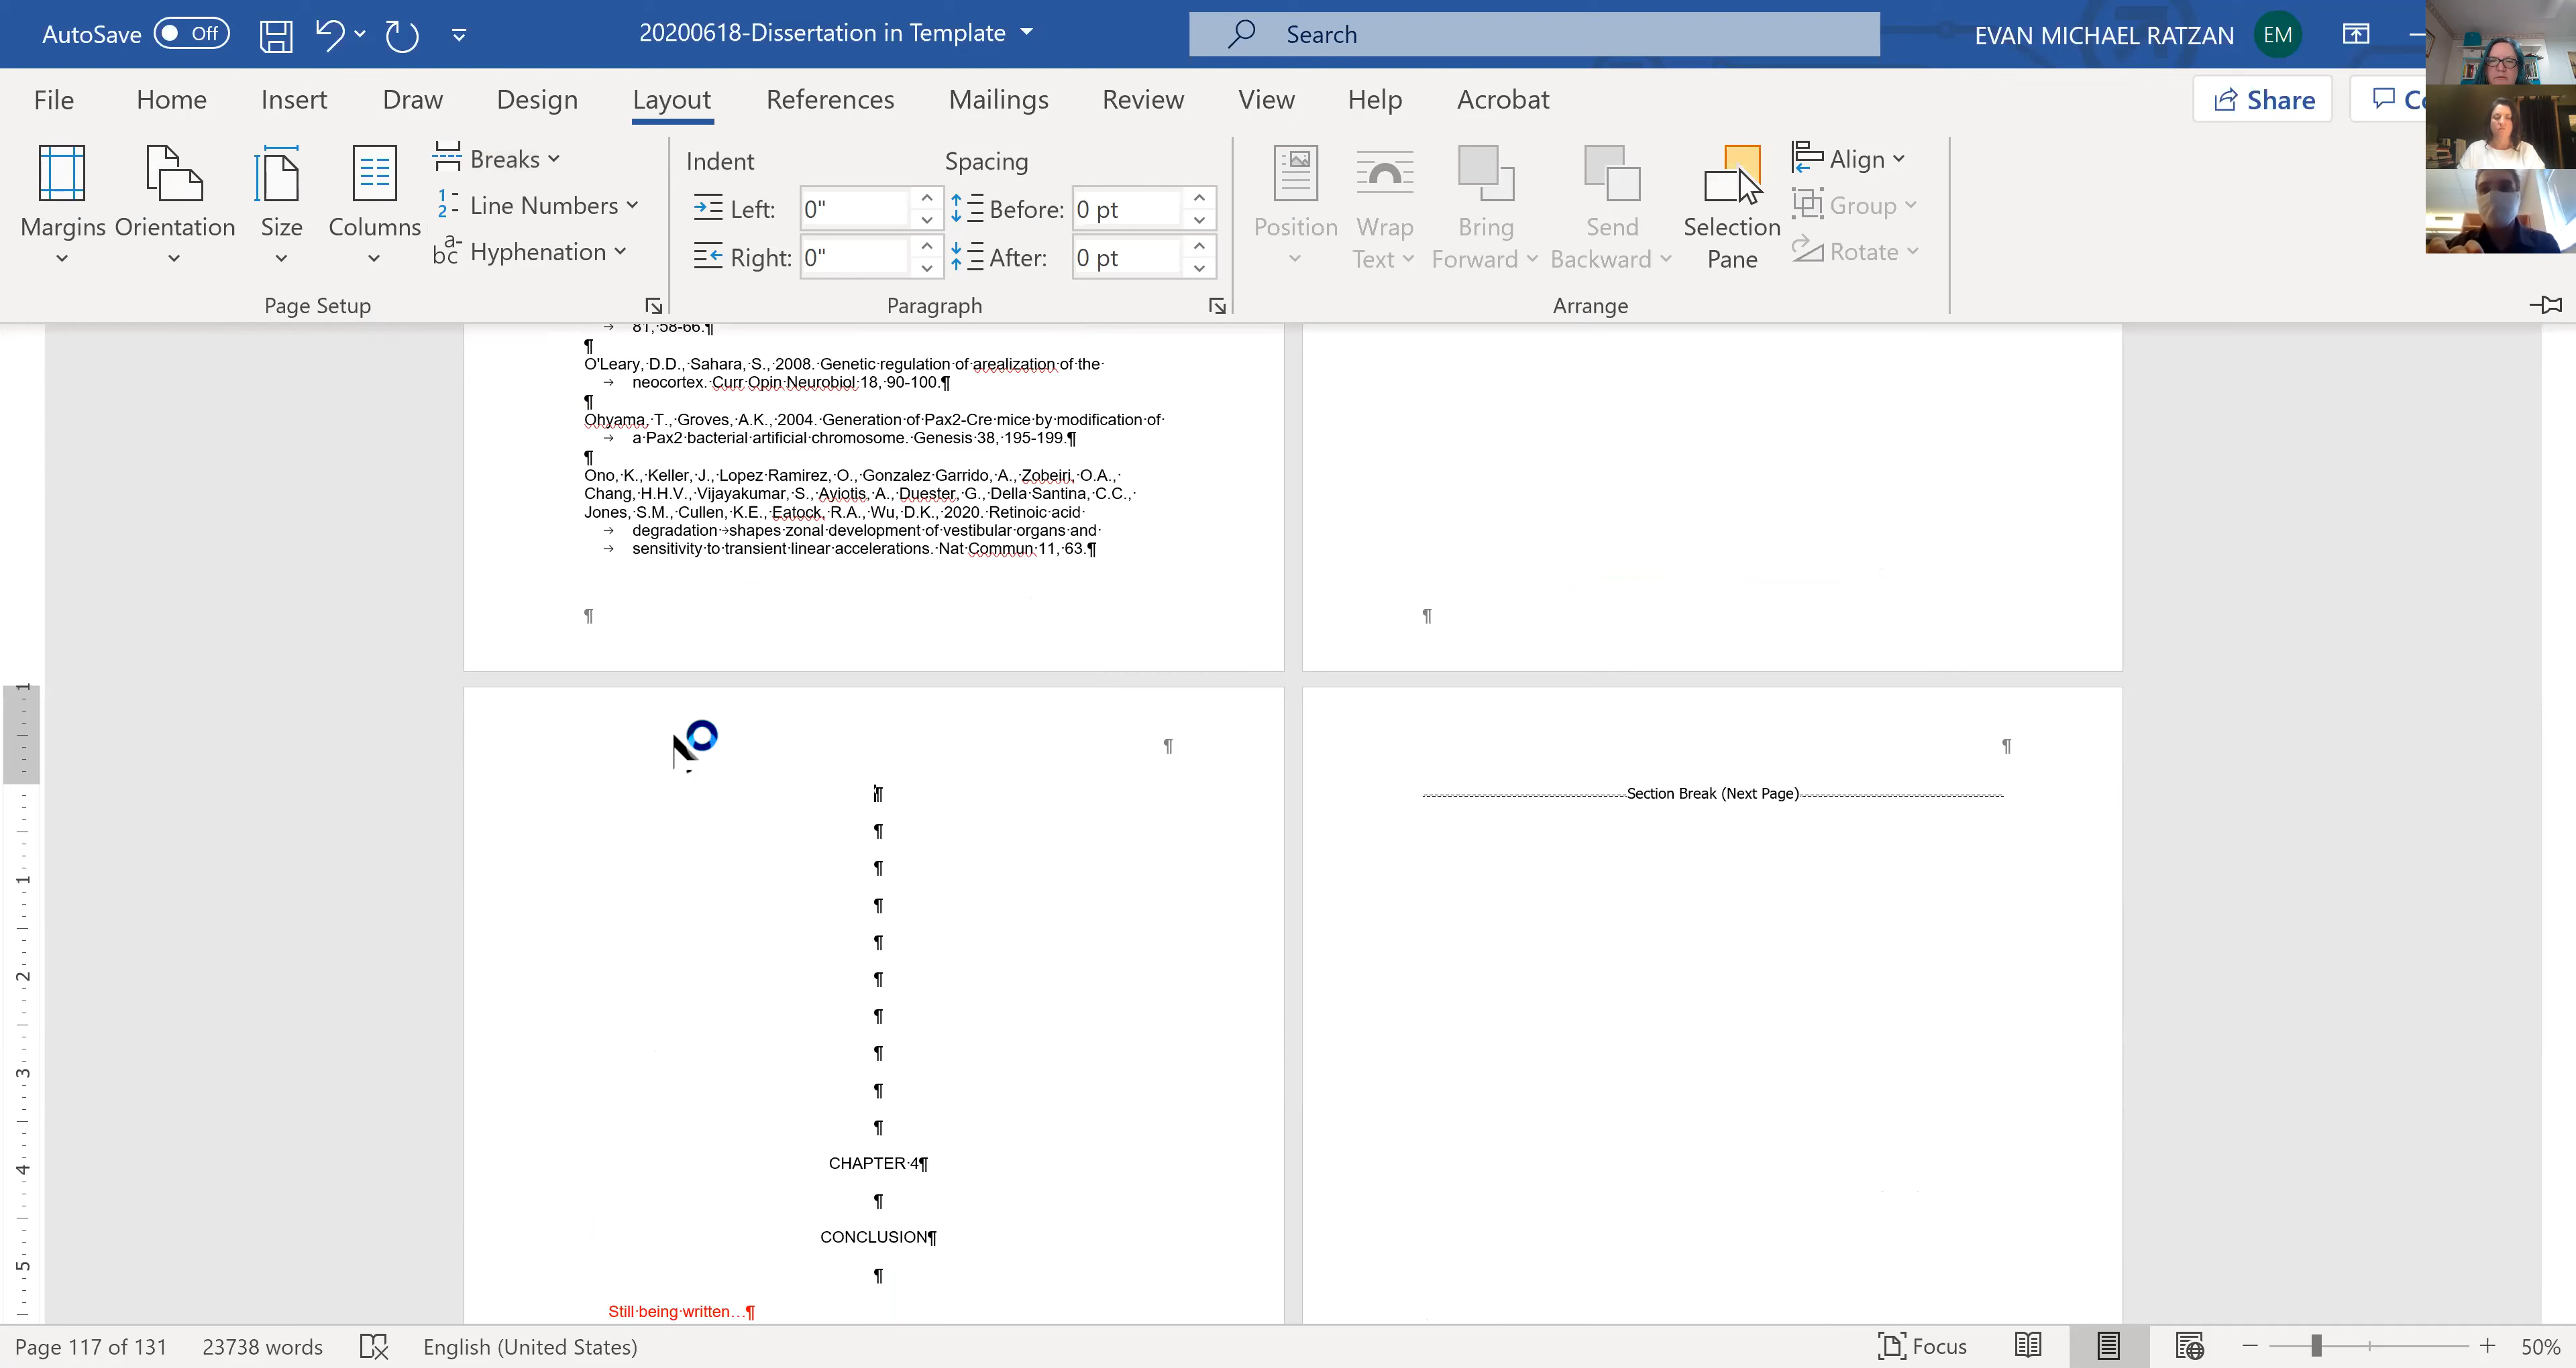 AutoSave Off 20200618-Dissertation in Template Search EVAN MICHAEL RATZAN EM
File Home Insert Draw Design Layout References Mailings Review View Help Acrobat Share
Margins Orientation Size Columns Breaks Line Numbers Hyphenation
Page Setup
Indent Spacing
Left: 0" Before: 0 pt
Right: 0" After: 0 pt
Paragraph
Position Wrap Text Bring Forward Send Backward Selection Pane Align Group Rotate
Arrange
81, 58-66.¶
¶
O'Leary, D.D., Sahara, S., 2008. Genetic regulation of arealization of the
neocortex. Curr Opin Neurobiol 18, 90-100.¶
¶
Ohyama, T., Groves, A.K., 2004. Generation of Pax2-Cre mice by modification of
a Pax2 bacterial artificial chromosome. Genesis 38, 195-199.¶
¶
Ono, K., Keller, J., Lopez Ramirez, O., Gonzalez Garrido, A., Zobeiri, O.A.,
Chang, H.H.V., Vijayakumar, S., Ayiotis, A., Duester, G., Della Santina, C.C.,
Jones, S.M., Cullen, K.E., Eatock, R.A., Wu, D.K., 2020. Retinoic acid
degradation shapes zonal development of vestibular organs and
sensitivity to transient linear accelerations. Nat Commun 11, 63.¶
¶
¶
¶
¶
¶
¶
¶
¶
¶
¶
¶
¶
¶
¶
CHAPTER 4¶
¶
CONCLUSION¶
¶
Still being written...¶
¶
Section Break (Next Page)
1
1
2
3
4
5
Page 117 of 131 23738 words English (United States) Focus 50%